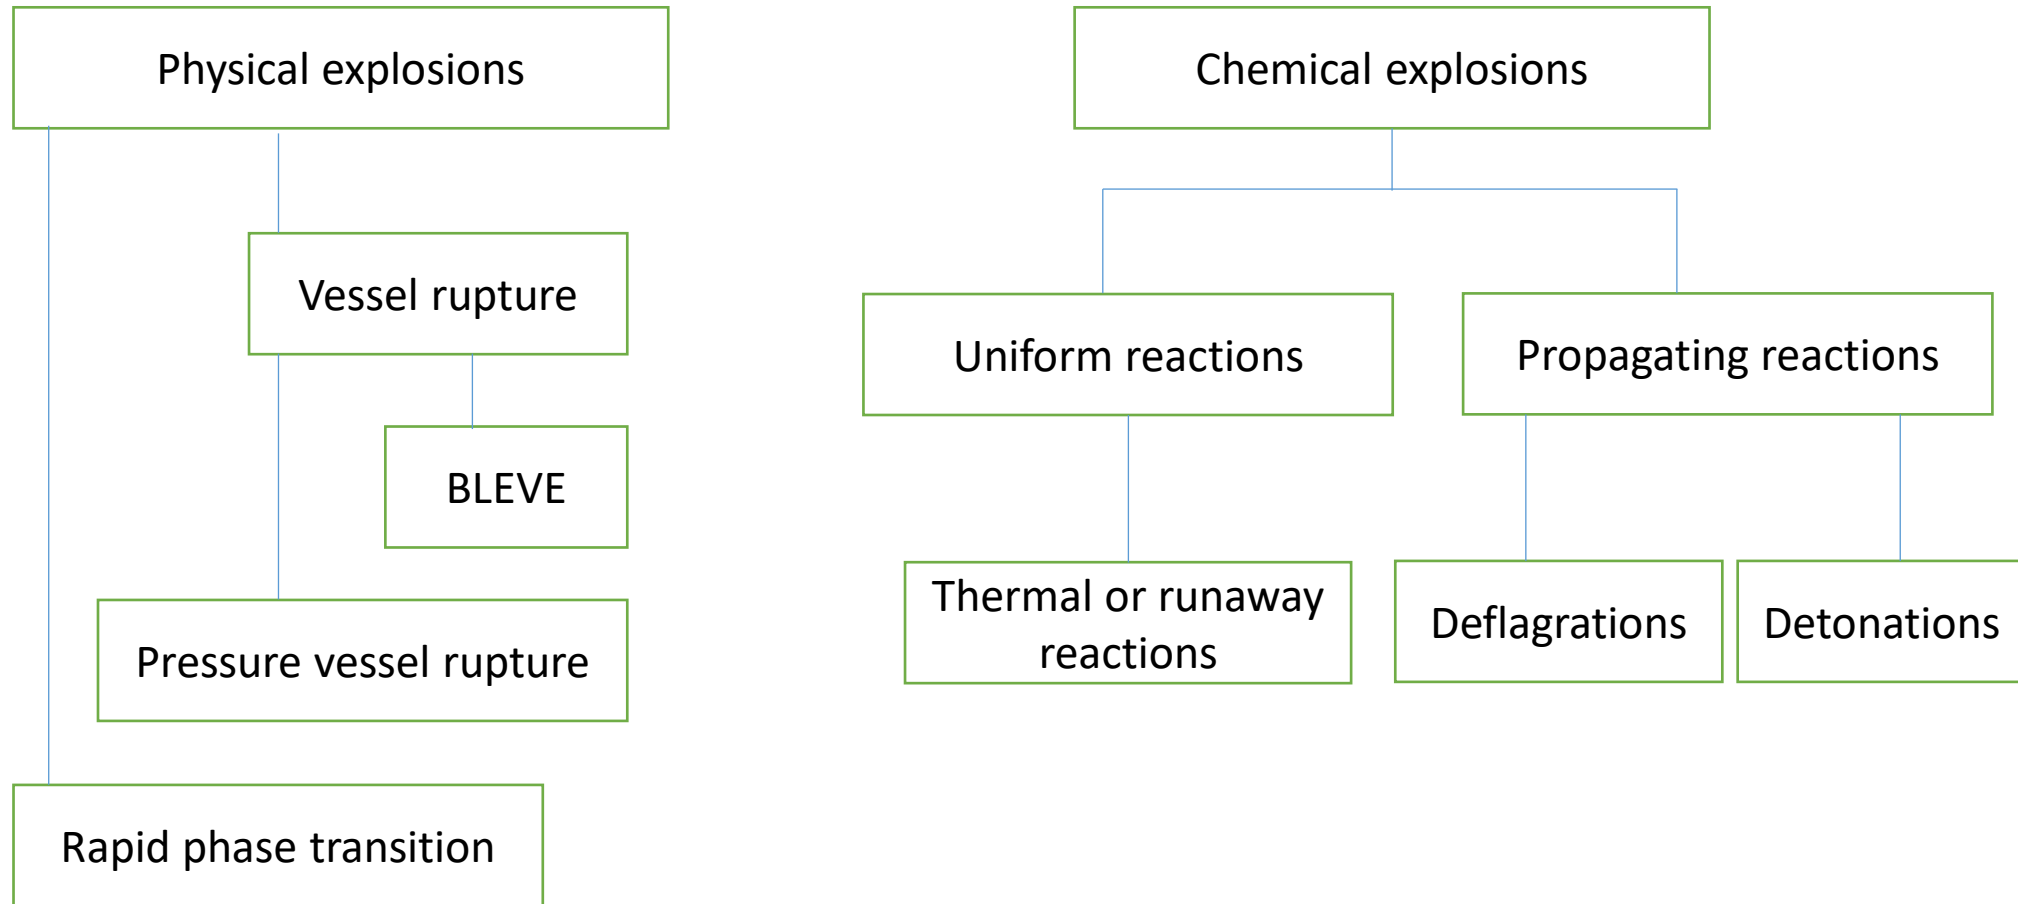 Physical explosions
Chemical explosions
Vessel rupture
Uniform reactions
Propagating reactions
BLEVE
Thermal or runaway
reactions
Deflagrations
Detonations
Pressure vessel rupture
Rapid phase transition